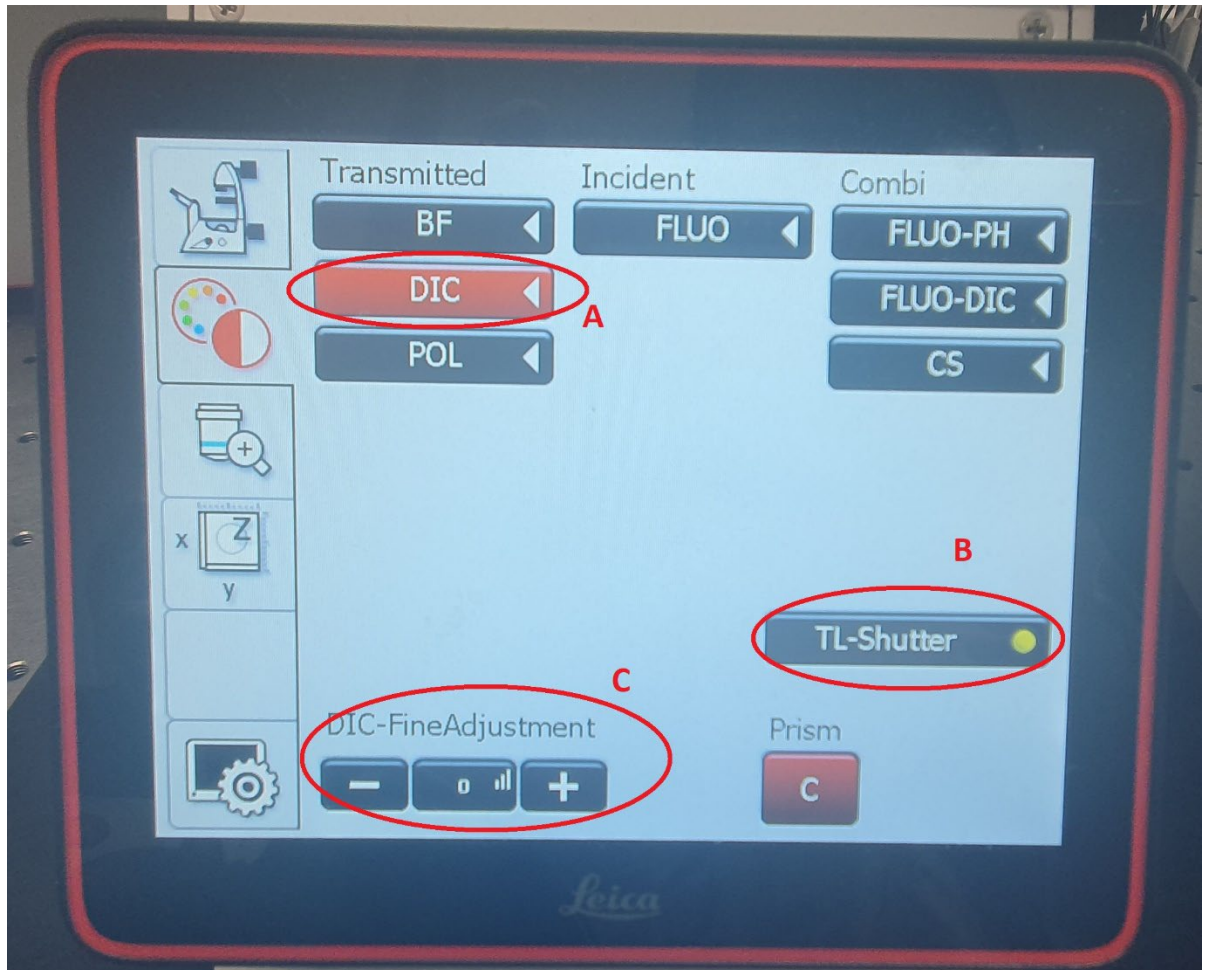 Transmitted Incident Combi
BF FLUO FLUO-PH
DIC FLUO-DIC
A
POL CS
x Z
y
B
TL-Shutter
C
DIC-FineAdjustment Prism
− 0 + C
Leica